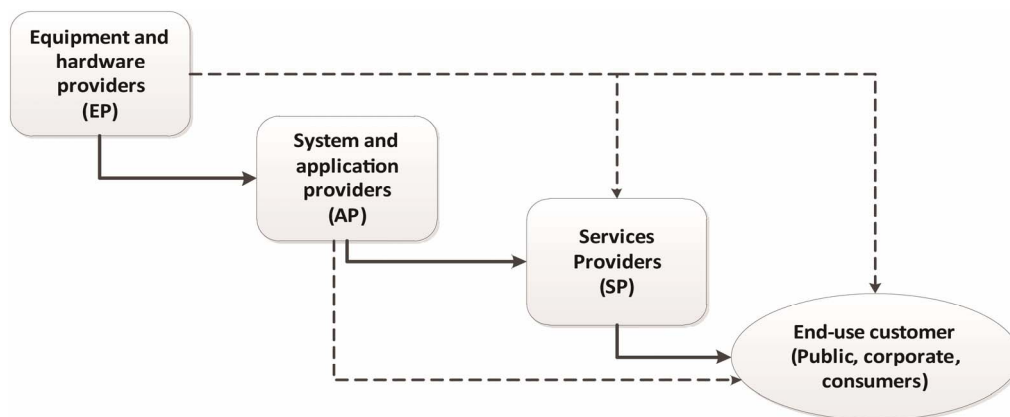 Equipment and
hardware
providers
(EP)
System and
application
providers
(AP)
Services
Providers
(SP)
End-use customer
(Public, corporate,
consumers)